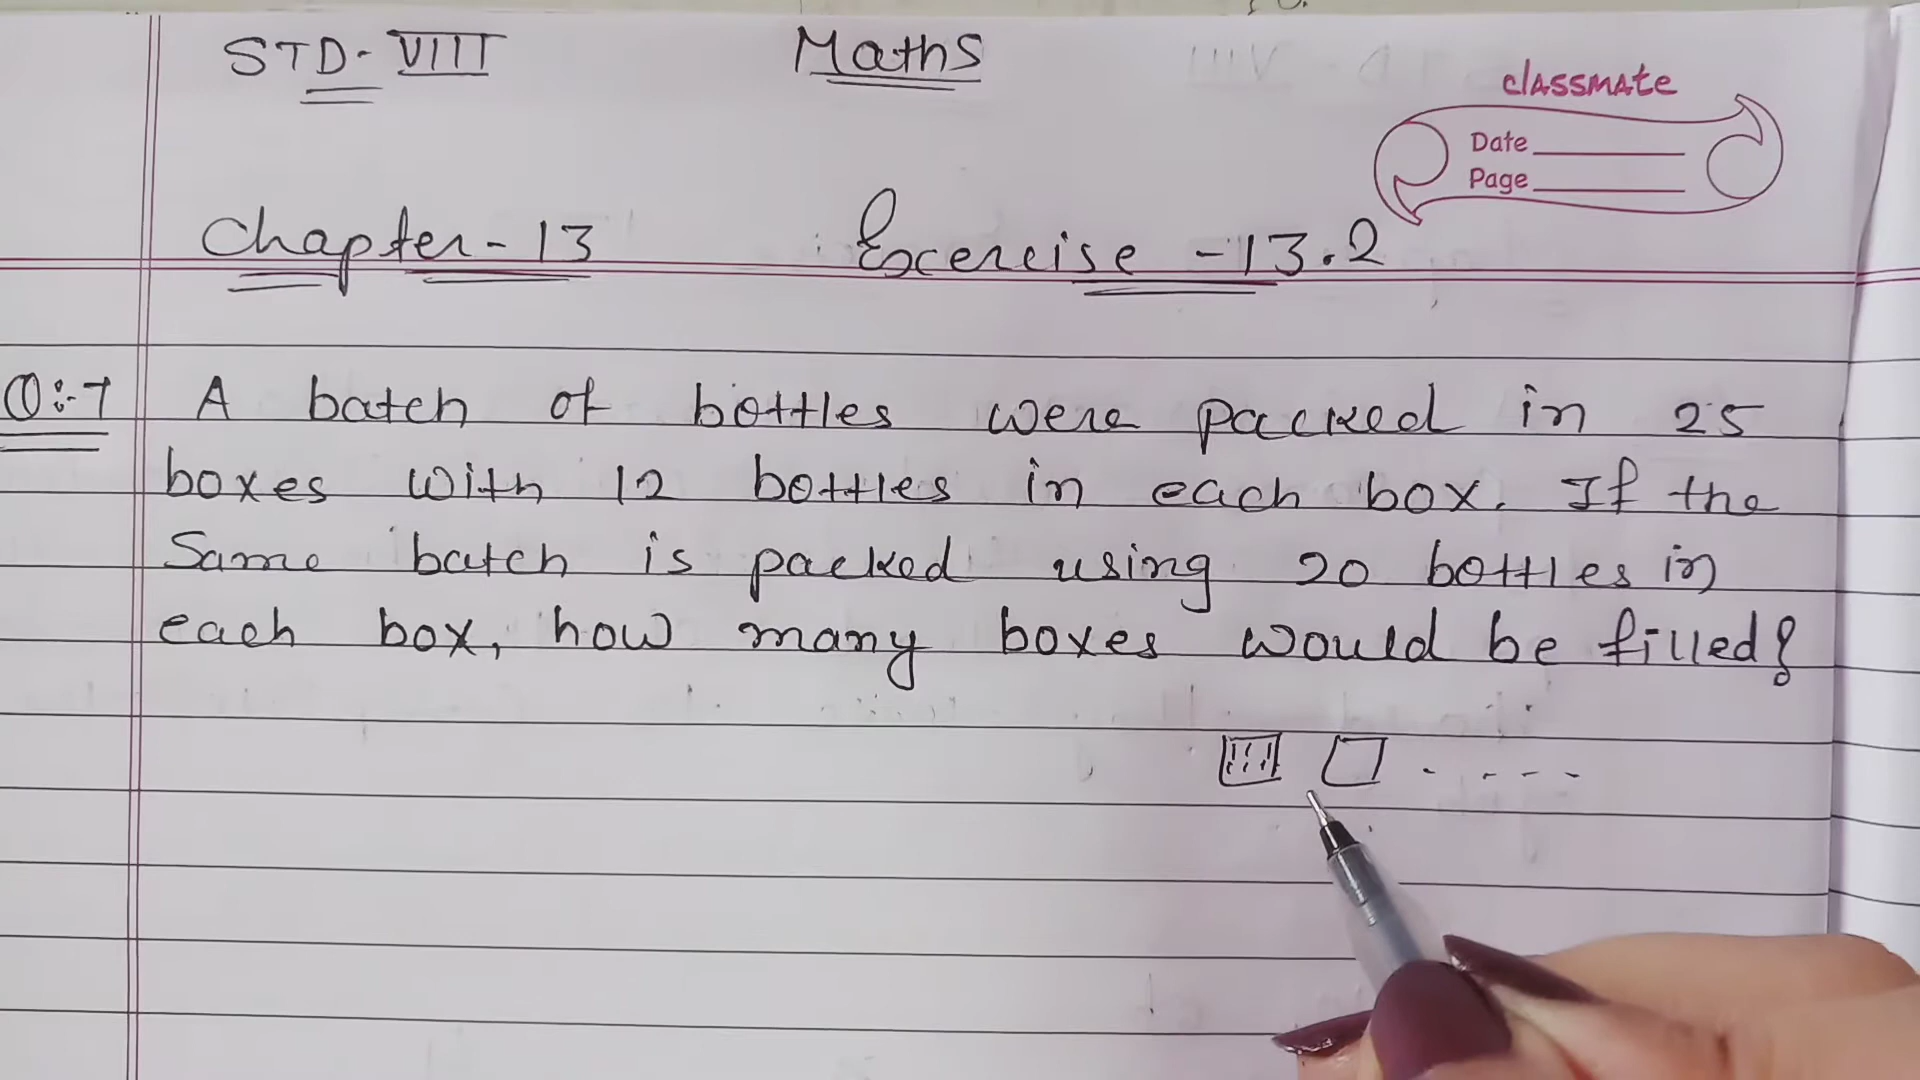 STD- VIII Maths
classmate
Date
Page
Chapter-13 Excercise -13.2
Q:-7 A batch of bottles were packed in 25
boxes with 12 bottles in each box. If the
Same batch is packed using 20 bottles in
each box, how many boxes would be filled?